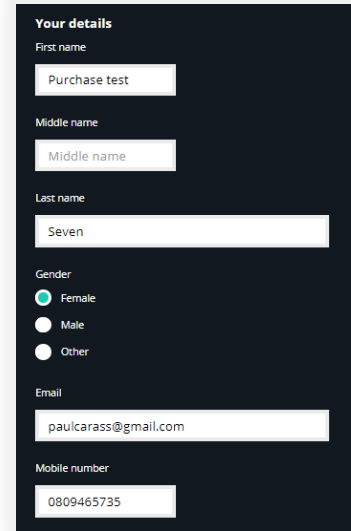 Your details
First name
Purchase test
Middle name
Middle name
Last name
Seven
Gender
Female
Male
Other
Email
paulcarass@gmail.com
Mobile number
0809465735